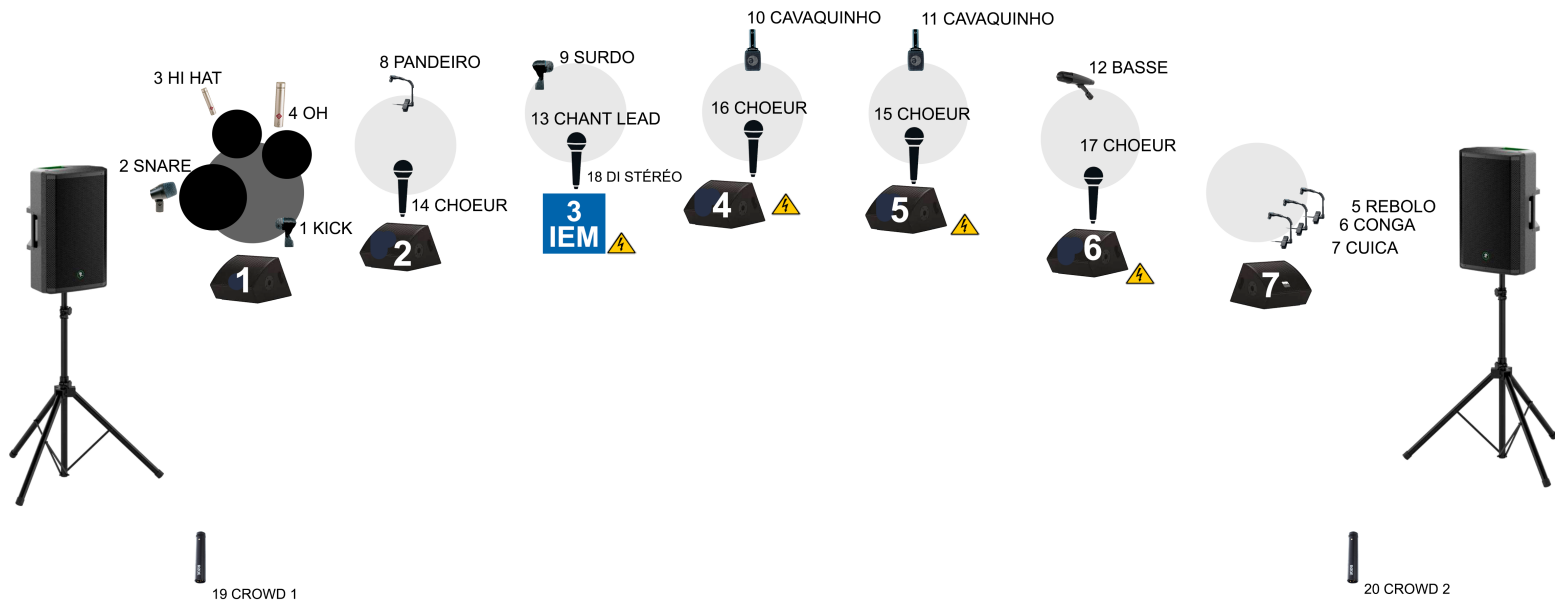 10 CAVAQUINHO
11 CAVAQUINHO
8 PANDEIRO
9 SURDO
12 BASSE
3 HI HAT
4 OH
13 CHANT LEAD
16 CHOEUR
15 CHOEUR
17 CHOEUR
2 SNARE
18 DI STÉRÉO
14 CHOEUR
1 KICK
5 REBOLO
6 CONGA
7 CUICA
1
2
3
IEM
4
5
6
7
19 CROWD 1
20 CROWD 2